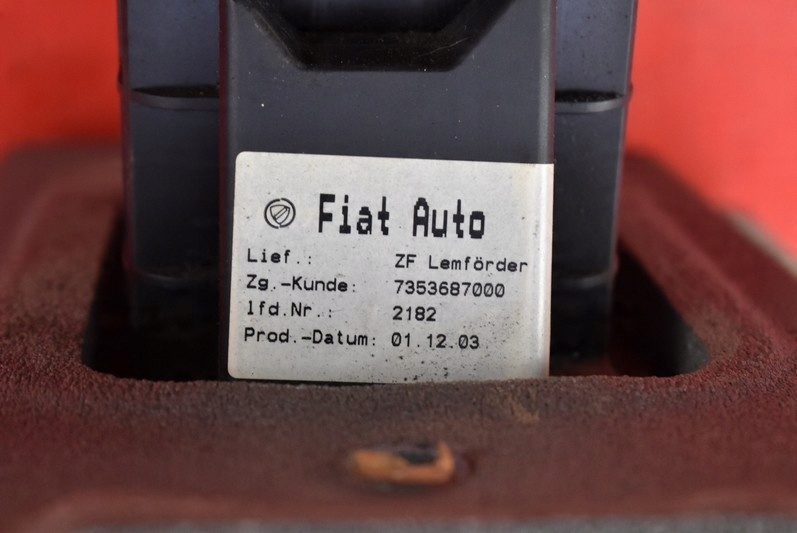 Fiat Auto
Lief.: ZF Lemförder
Zg.-Kunde: 7353687000
lfd.Nr.: 2182
Prod.-Datum: 01.12.03